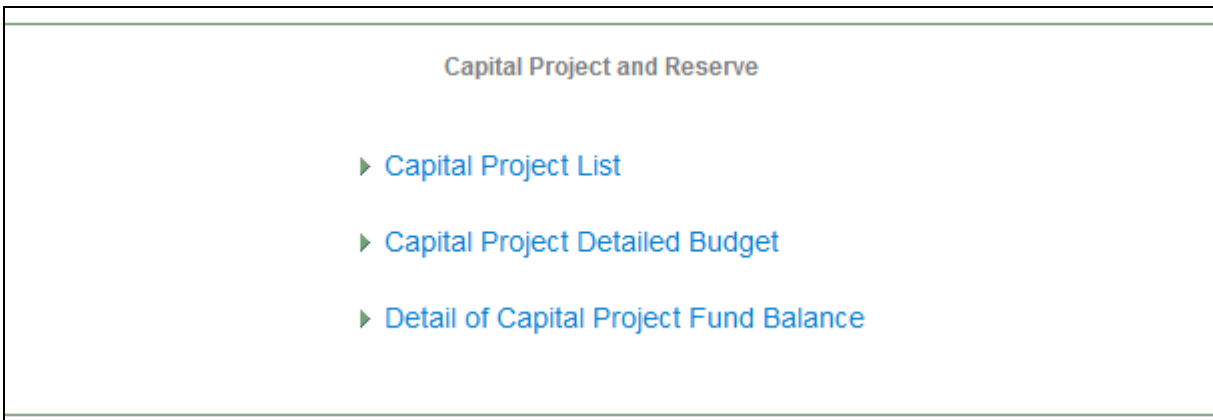 Capital Project and Reserve
Capital Project List
Capital Project Detailed Budget
Detail of Capital Project Fund Balance